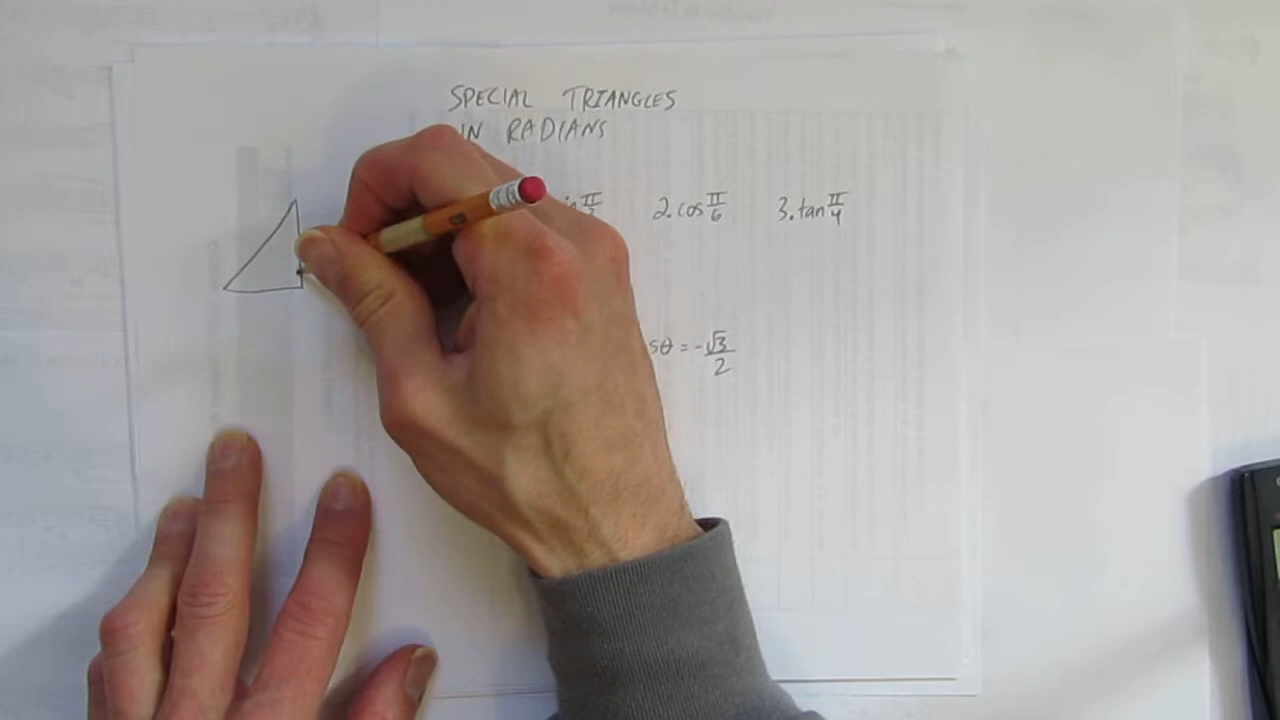 SPECIAL TRIANGLES
IN RADIANS
2. cos π/6 3. tan π/4
θ = -√3/2